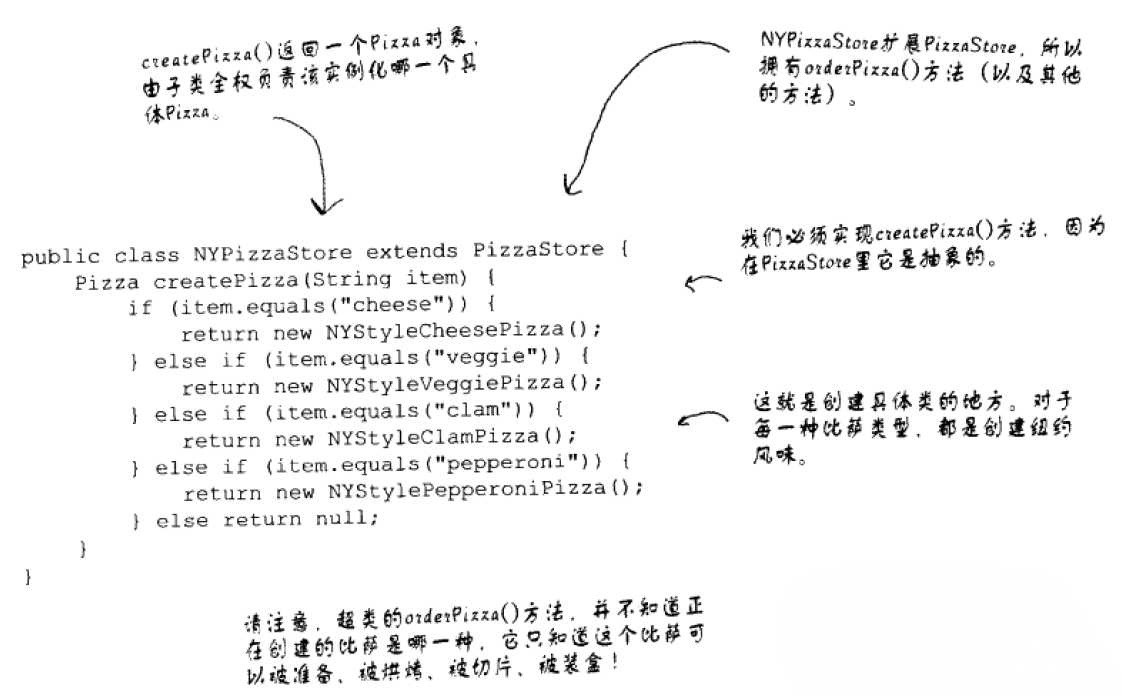 createPizza()返回一个Pizza对象，
由子类全权负责该实例化哪一个具
体Pizza。
NYPizzaStore扩展PizzaStore，所以
拥有orderPizza()方法（以及其他
的方法）。
public class NYPizzaStore extends PizzaStore {
    Pizza createPizza(String item) {
        if (item.equals("cheese")) {
            return new NYStyleCheesePizza();
        } else if (item.equals("veggie")) {
            return new NYStyleVeggiePizza();
        } else if (item.equals("clam")) {
            return new NYStyleClamPizza();
        } else if (item.equals("pepperoni")) {
            return new NYStylePepperoniPizza();
        } else return null;
    }
}
我们必须实现createPizza()方法，因为
在PizzaStore里它是抽象的。
这就是创建具体类的地方。对于
每一种比萨类型，都是创建纽约
风味。
请注意，超类的orderPizza()方法，并不知道正
在创建的比萨是哪一种，它只知道这个比萨可
以被准备、被烘烤、被切片、被装盒！